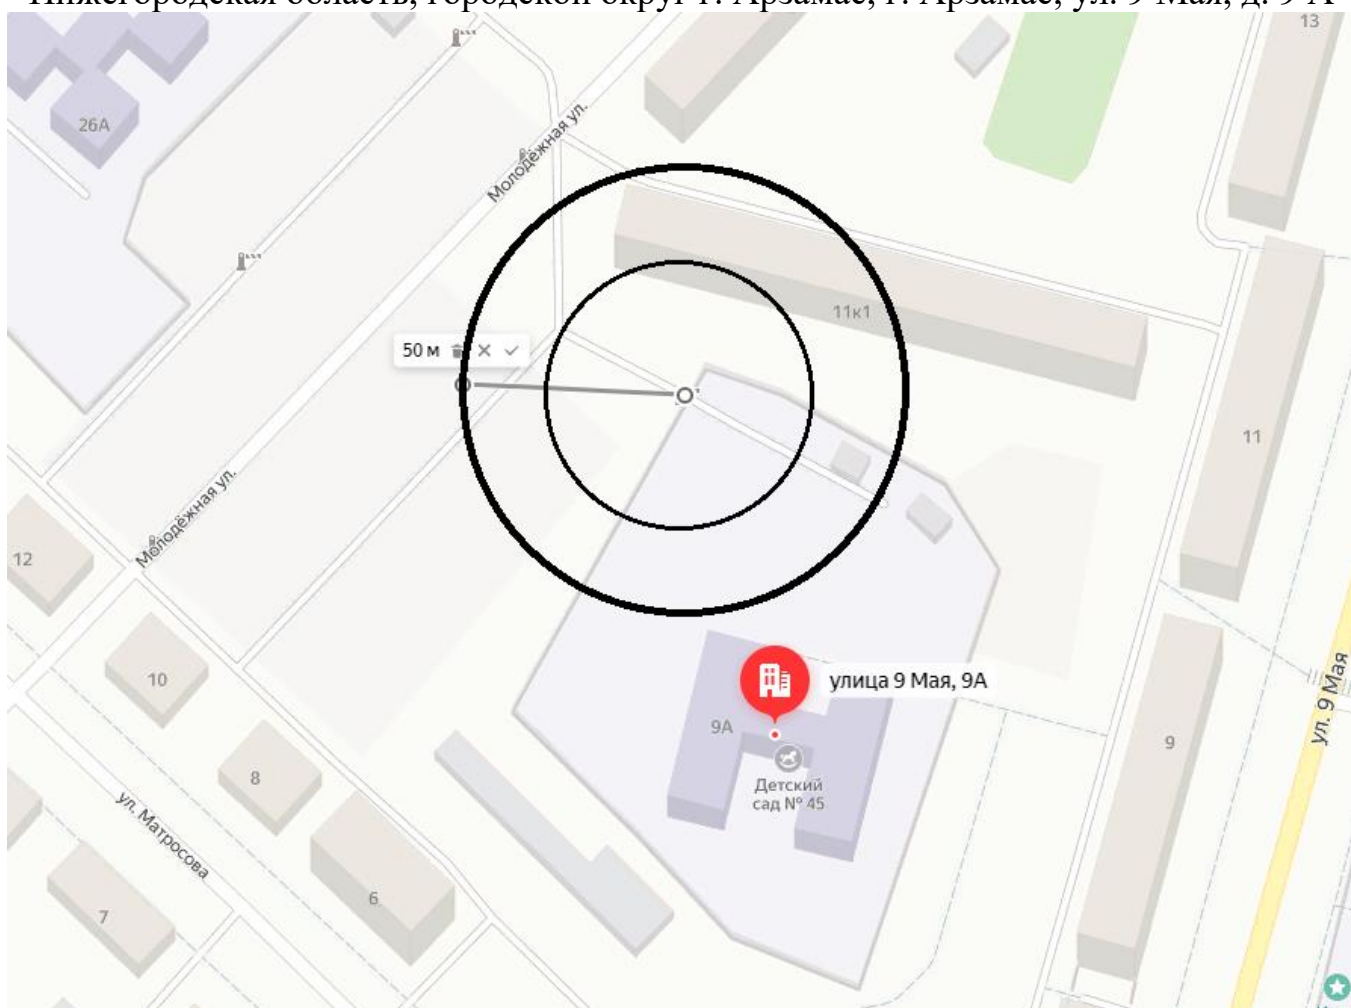 Нижегородская область, городской округ г. Арзамас, г. Арзамас, ул. 9 Мая, д. 9 А
13
26А
Молодёжная ул.
11к1
50 м
11
Молодёжная ул.
12
10
улица 9 Мая, 9А
ул. 9 Мая
9А
9
Детский
сад № 45
8
ул. Матросова
6
7